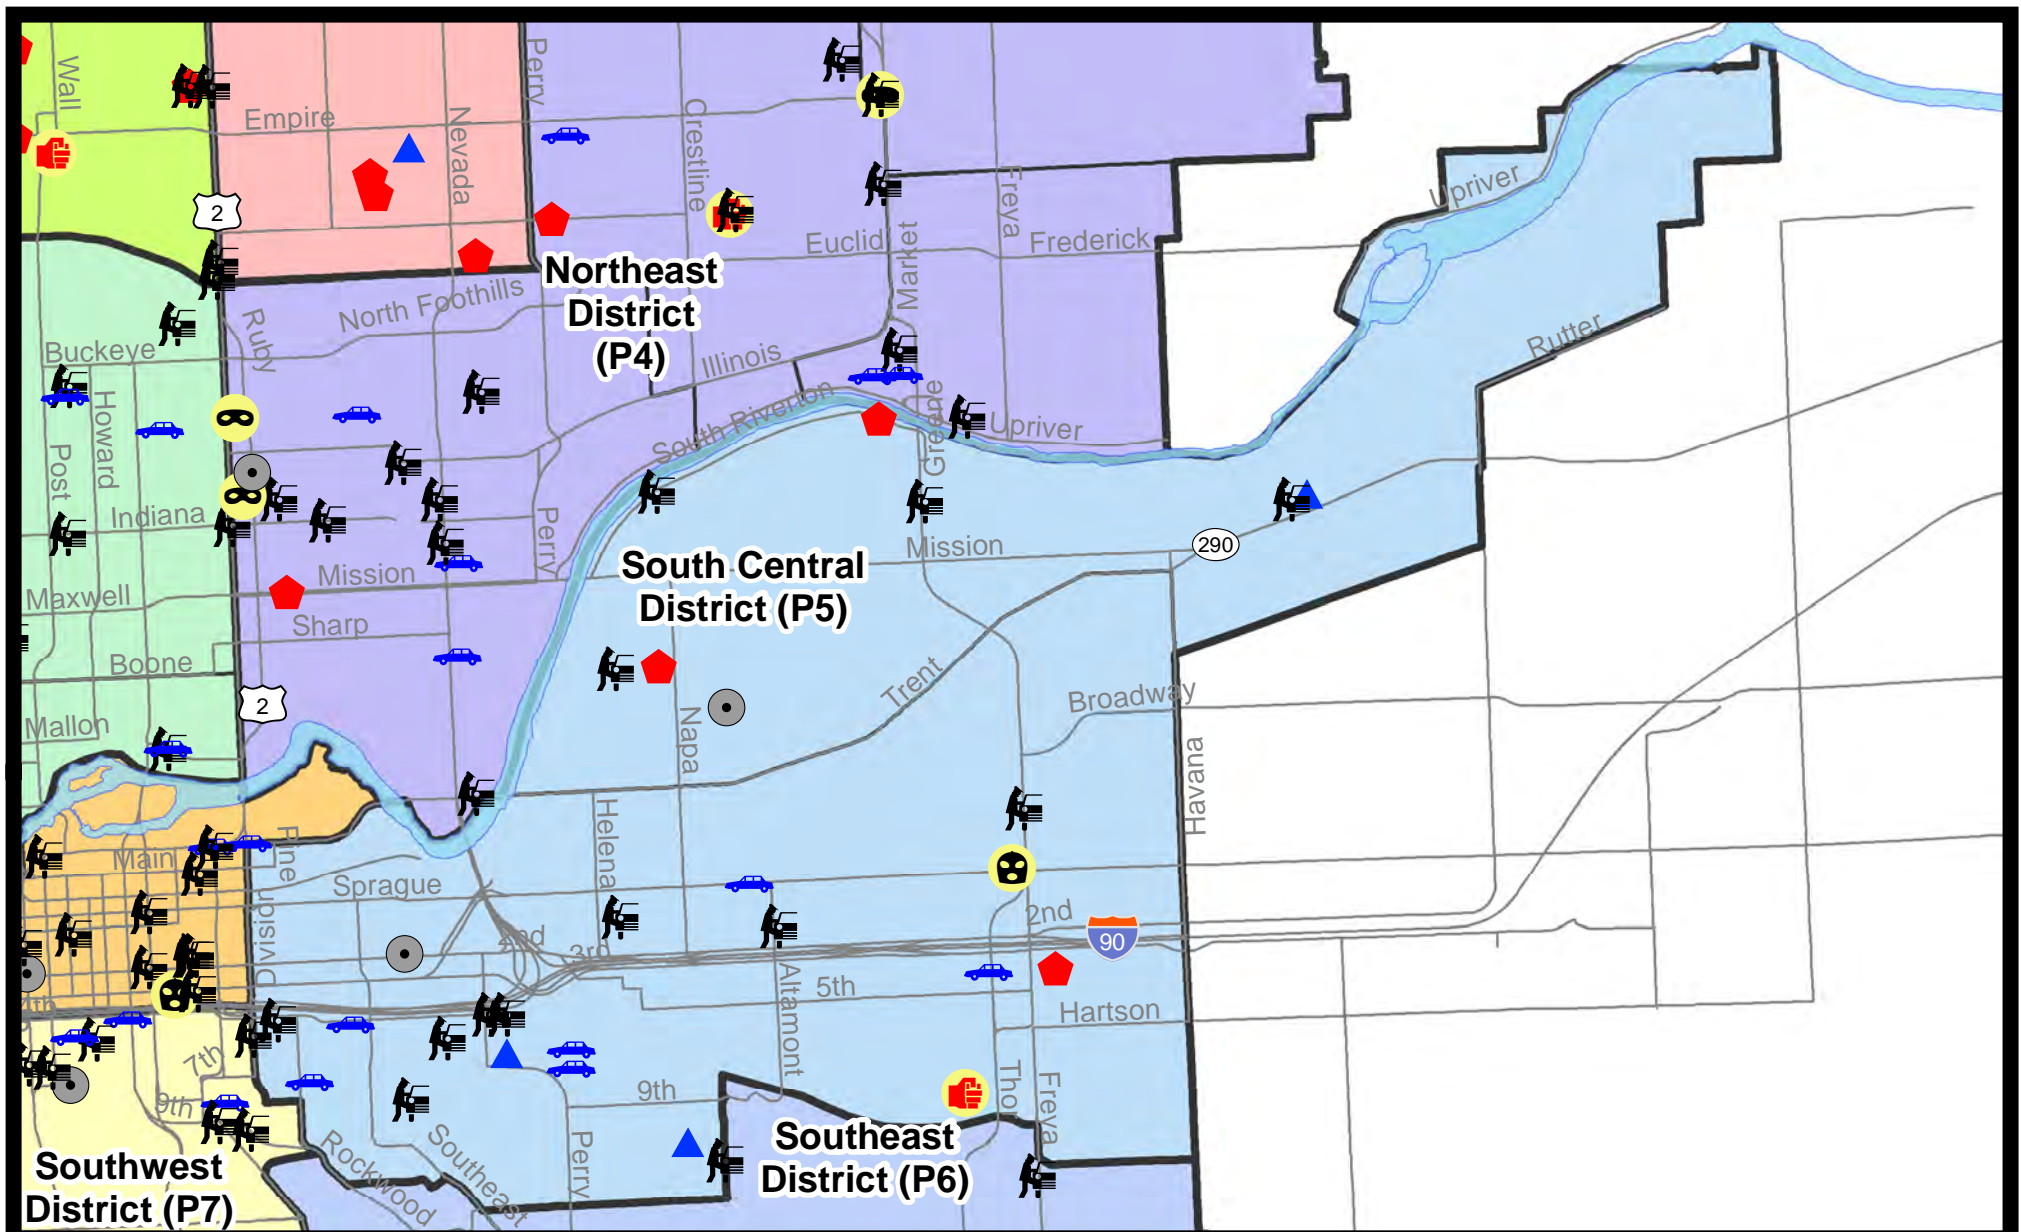 Wall
Empire
Nevada
Perry
Crestline
Freya
Upriver
2
Euclid
Frederick
Market
Northeast
District
(P4)
North Foothills
Ruby
Buckeye
Illinois
Rutter
Howard
South Riverton
Greene
Upriver
Post
Indiana
Perry
Mission
290
South Central
District (P5)
Mission
Maxwell
Sharp
Boone
Trent
Broadway
2
Mallon
Napa
Havana
Helena
Pine
Main
Sprague
Division
2nd
2nd
3rd
90
Altamont
5th
Hartson
7th
9th
9th
Thor
Freya
Southeast
District (P6)
Southwest
District (P7)
Rockwood
Southeast
Perry